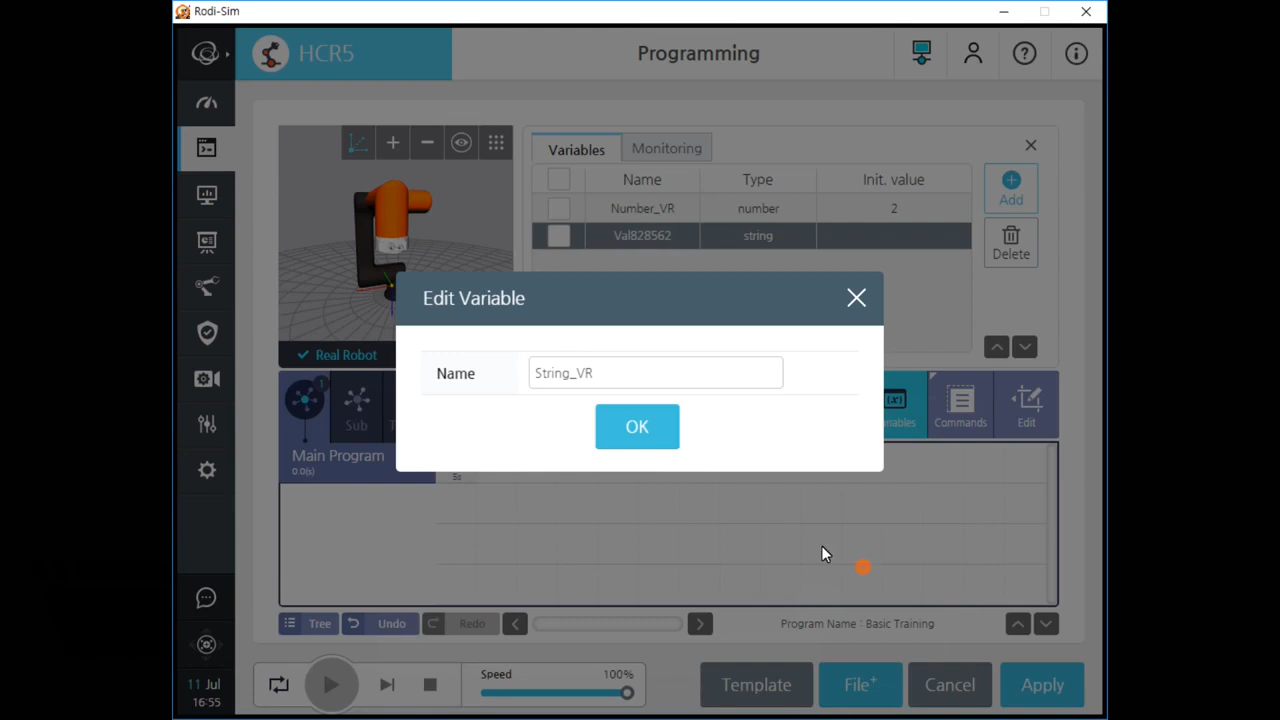 Rodi-Sim
HCR5
Programming
Variables
Monitoring
Name
Type
Init. value
Number_VR
number
2
Val828562
string
Add
Delete
Real Robot
Edit Variable
Name
String_VR
OK
1
Sub
Main Program
5s
Commands
Edit
Tree
Undo
Redo
Program Name : Basic Training
11 Jul
16:55
Speed
100%
Template
File+
Cancel
Apply